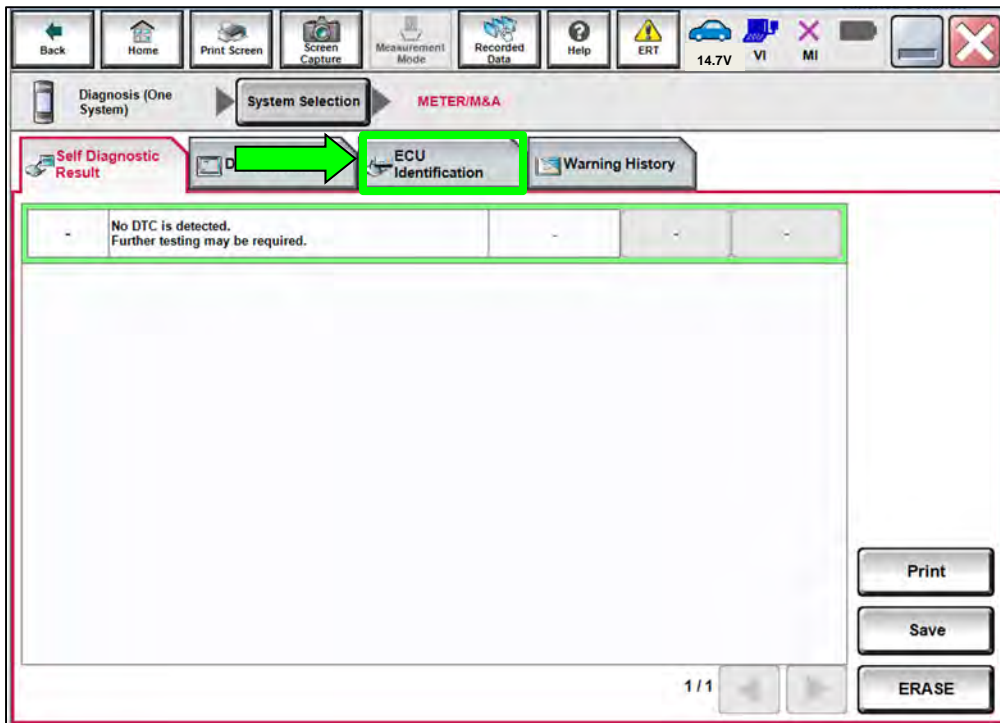 Back
Home
Print Screen
Screen
Capture
Measurement
Mode
Recorded
Data
Help
ERT
14.7V
VI
MI
Diagnosis (One
System)
System Selection
METER/M&A
Self Diagnostic
Result
D
ECU
Identification
Warning History
-
No DTC is detected.
Further testing may be required.
-
-
-
Print
Save
1/1
ERASE